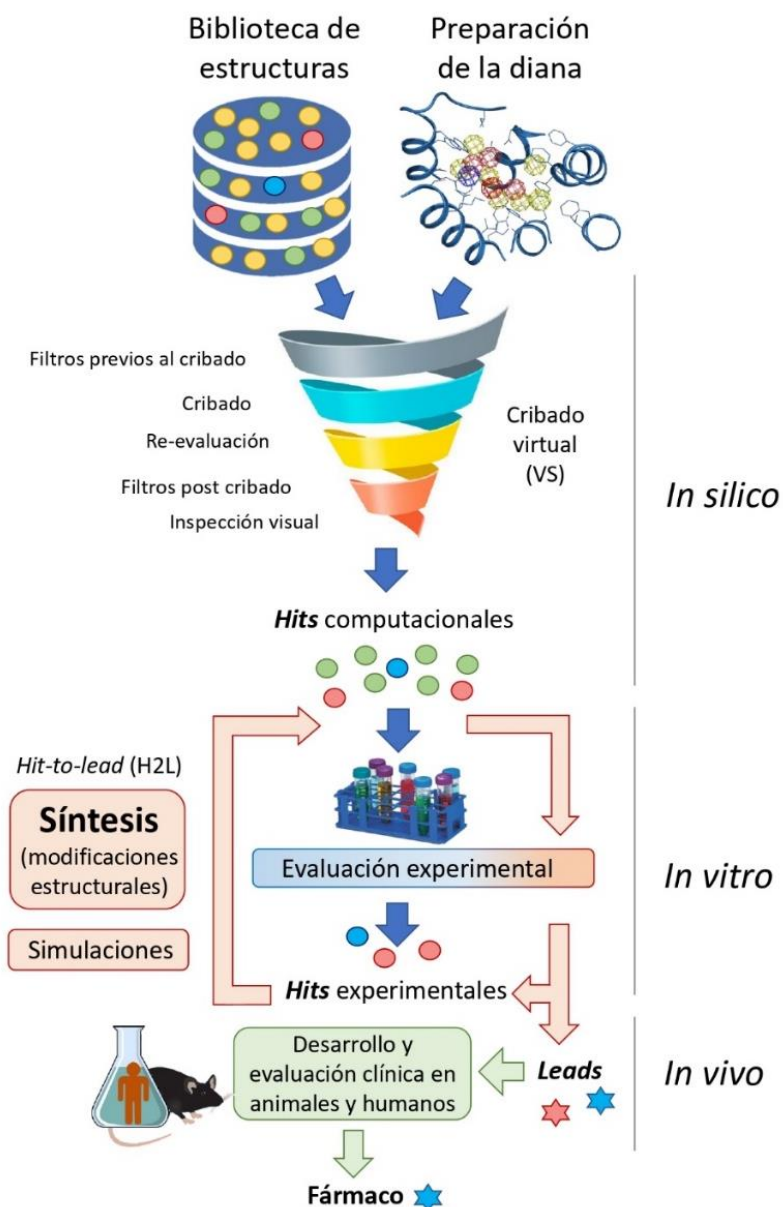 Biblioteca de
estructuras
Preparación
de la diana
Filtros previos al cribado
Cribado
Re-evaluación
Filtros post cribado
Inspección visual
Cribado
virtual
(VS)
In silico
Hits computacionales
Hit-to-lead (H2L)
Síntesis
(modificaciones
estructurales)
Simulaciones
Evaluación experimental
In vitro
Hits experimentales
Desarrollo y
evaluación clínica en
animales y humanos
Leads
In vivo
Fármaco